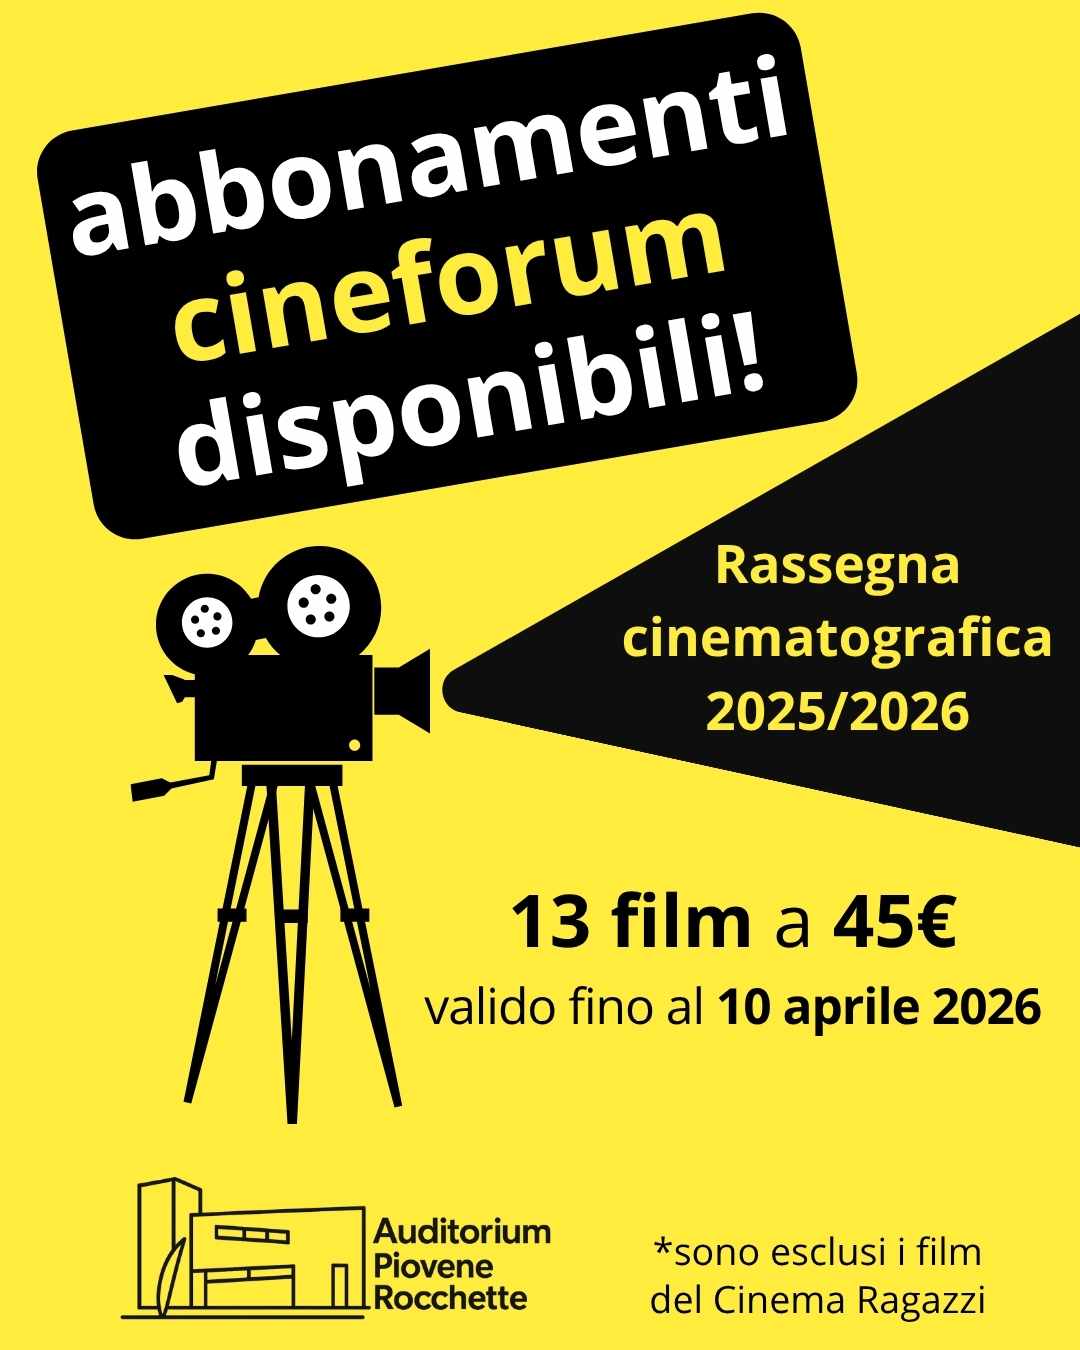 abbonamenti
cineforum
disponibili!
Rassegna
cinematografica
2025/2026
13 film a 45€
valido fino al 10 aprile 2026
Auditorium
Piovene
Rocchette
*sono esclusi i film
del Cinema Ragazzi